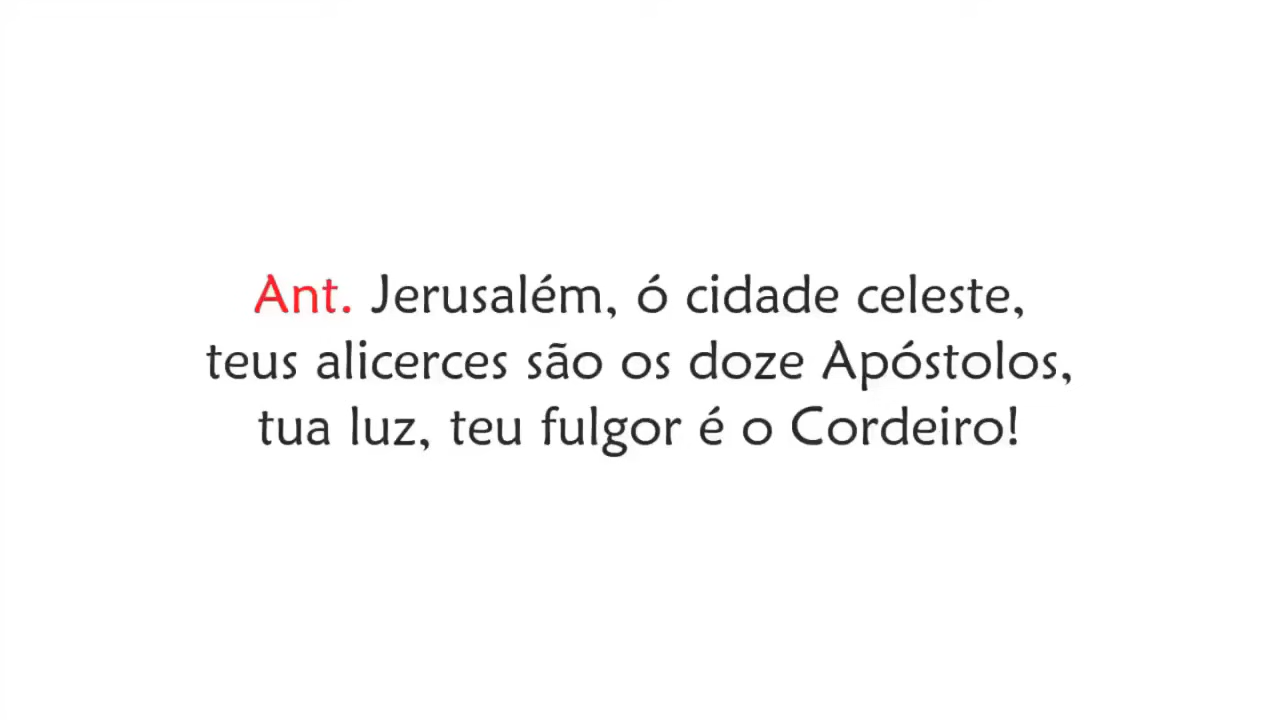 Ant. Jerusalém, ó cidade celeste,
teus alicerces são os doze Apóstolos,
tua luz, teu fulgor é o Cordeiro!